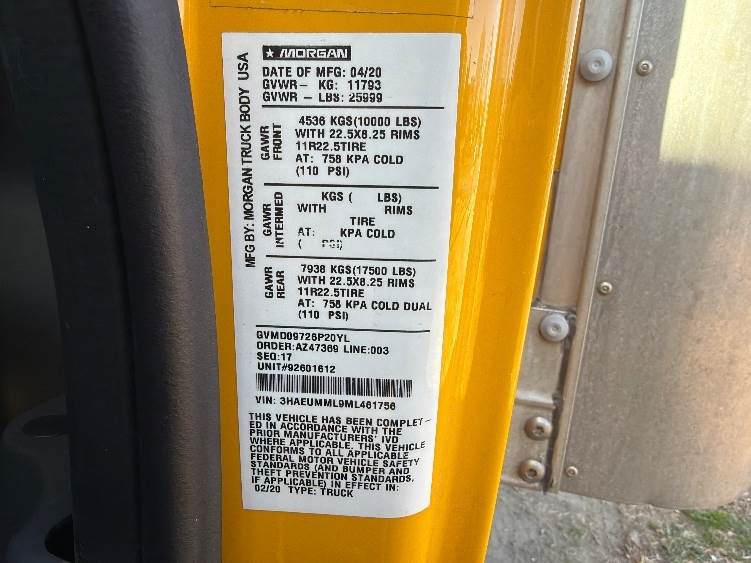 ★ MORGAN
DATE OF MFG: 04/20
GVWR- KG: 11793
GVWR - LBS: 25999
MFG BY: MORGAN TRUCK BODY USA
GAWR
FRONT
4536 KGS(10000 LBS)
WITH 22.5X8.25 RIMS
11R22.5TIRE
AT: 758 KPA COLD
(110 PSI)
GAWR
INTERMED
KGS ( LBS)
WITH RIMS
TIRE
AT: KPA COLD
( PSI)
GAWR
REAR
7938 KGS(17500 LBS)
WITH 22.5X8.25 RIMS
11R22.5TIRE
AT: 758 KPA COLD DUAL
(110 PSI)
GVMD09726P20YL
ORDER:AZ47369 LINE:003
SEQ:17
UNIT#92601612
VIN: 3HAEUMML9ML461756
THIS VEHICLE HAS BEEN COMPLET-
ED IN ACCORDANCE WITH THE
PRIOR MANUFACTURERS' IVD
WHERE APPLICABLE. THIS VEHICLE
CONFORMS TO ALL APPLICABLE
FEDERAL MOTOR VEHICLE SAFETY
STANDARDS (AND BUMPER AND
THEFT PREVENTION STANDARDS,
IF APPLICABLE) IN EFFECT IN:
02/20 TYPE: TRUCK